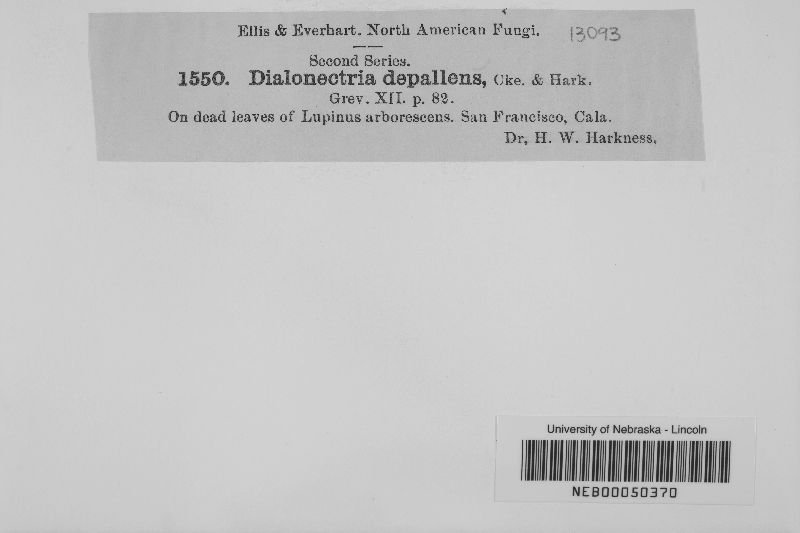 Ellis & Everhart. North American Fungi. 13093
Second Series.
1550. Dialonectria depallens, Cke. & Hark.
Grev. XII. p. 82.
On dead leaves of Lupinus arborescens. San Francisco, Cala.
Dr, H. W. Harkness.
University of Nebraska - Lincoln
NEB00050370